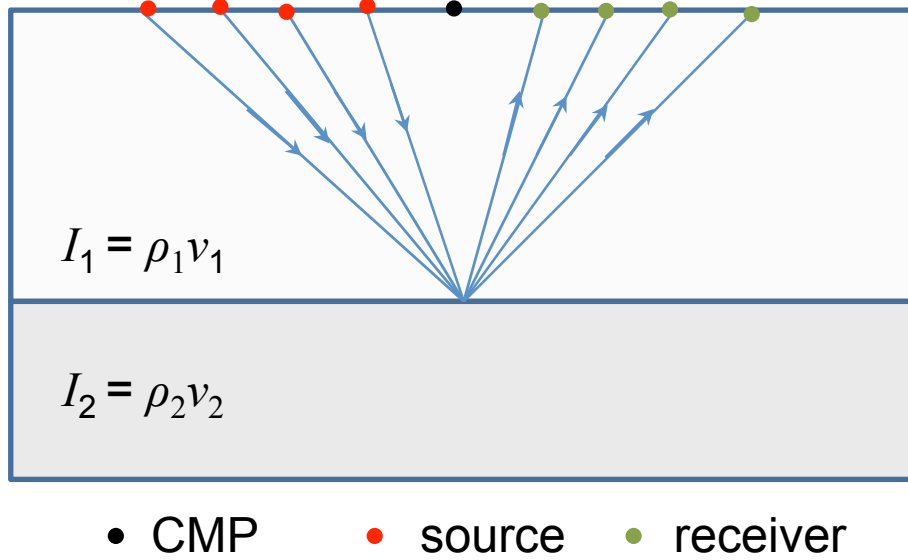 I₁ = ρ₁v₁
I₂ = ρ₂v₂
CMP source receiver